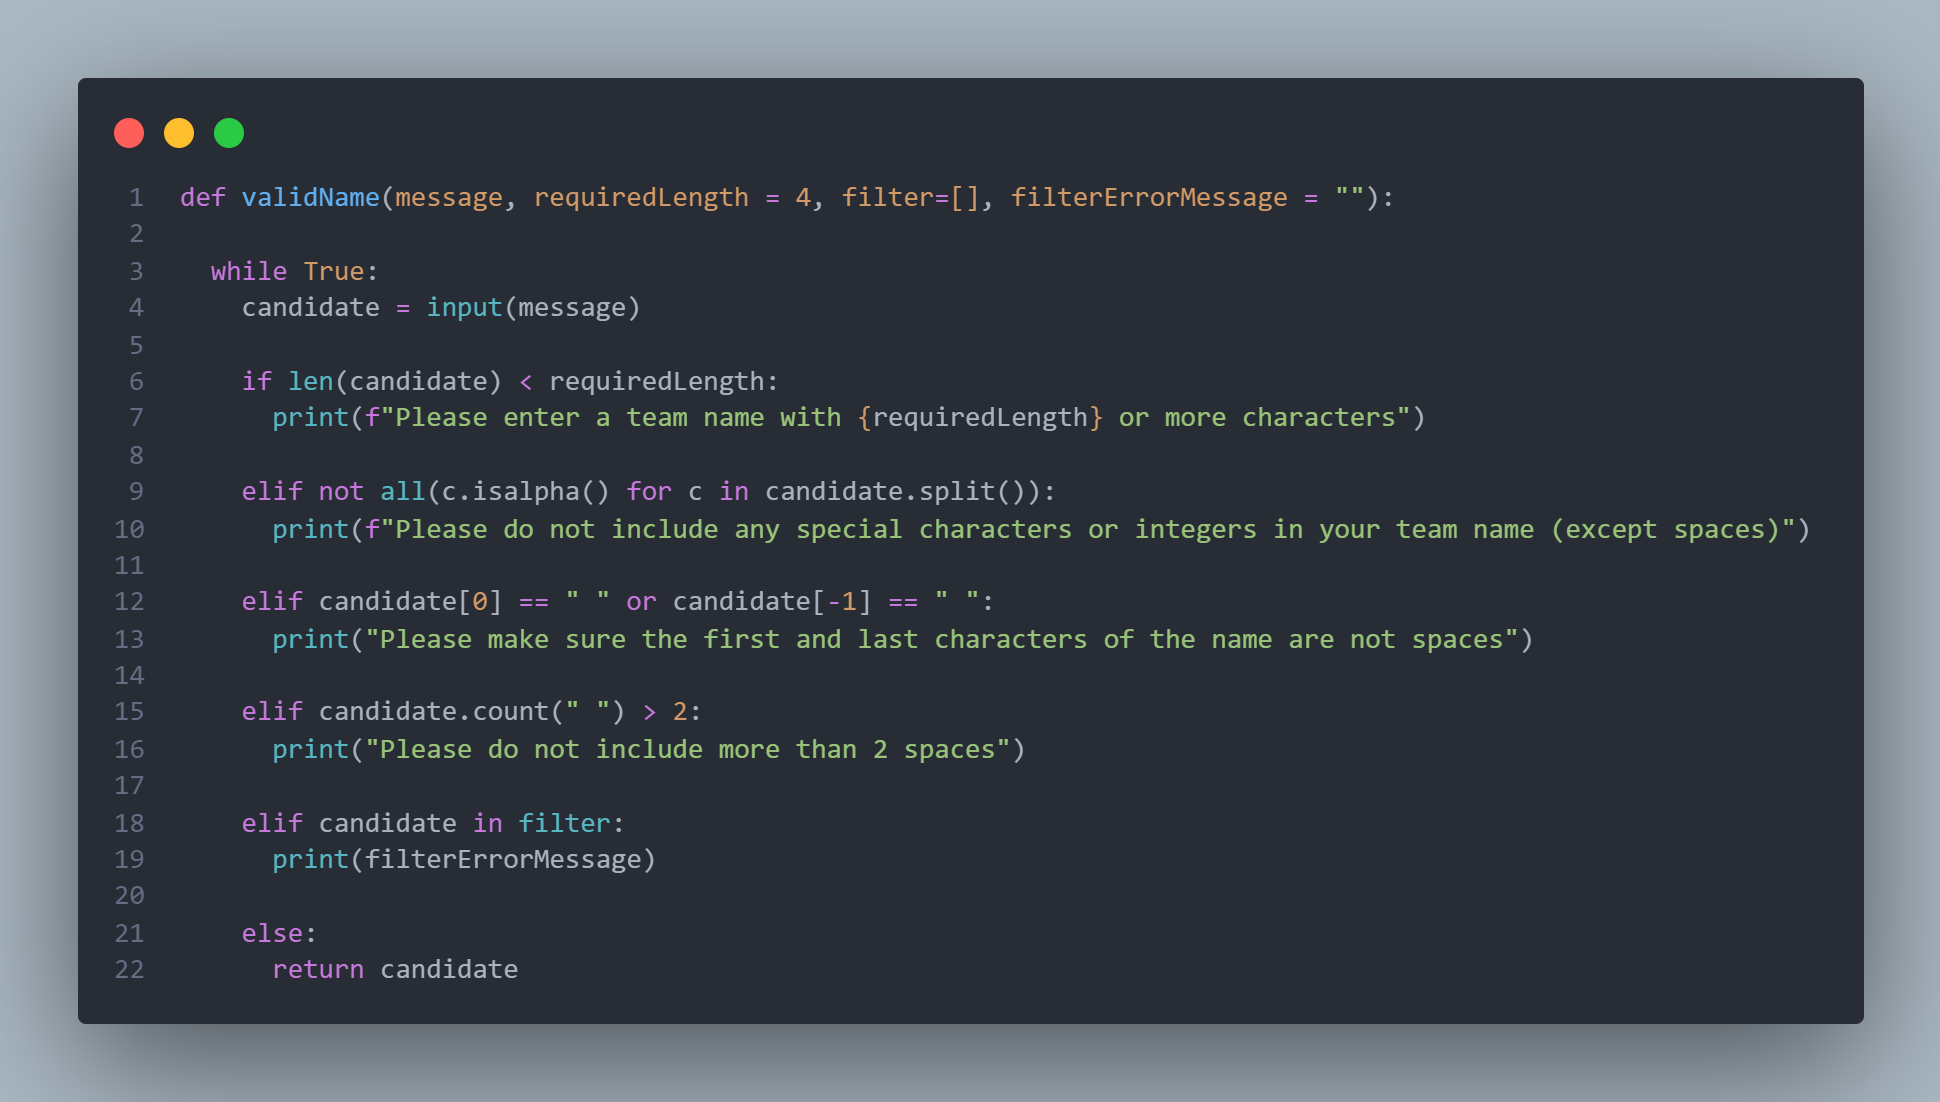 1 def validName(message, requiredLength = 4, filter=[], filterErrorMessage = ""):
2
3   while True:
4     candidate = input(message)
5
6     if len(candidate) < requiredLength:
7       print(f"Please enter a team name with {requiredLength} or more characters")
8
9     elif not all(c.isalpha() for c in candidate.split()):
10       print(f"Please do not include any special characters or integers in your team name (except spaces)")
11
12     elif candidate[0] == " " or candidate[-1] == " ":
13       print("Please make sure the first and last characters of the name are not spaces")
14
15     elif candidate.count(" ") > 2:
16       print("Please do not include more than 2 spaces")
17
18     elif candidate in filter:
19       print(filterErrorMessage)
20
21     else:
22       return candidate